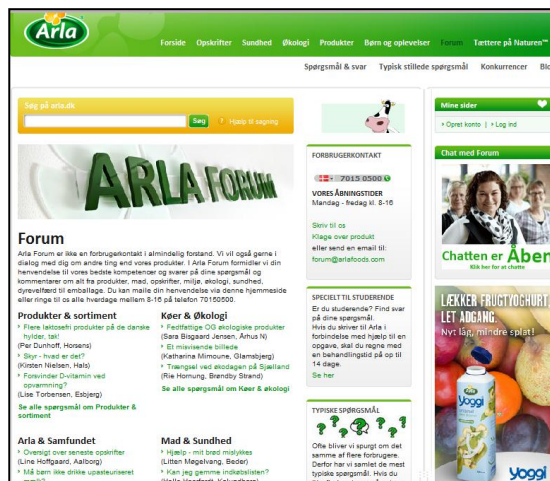 Arla
Forside Opskrifter Sundhed Økologi Produkter Børn og oplevelser Forum Tættere på Naturen™
Spørgsmål & svar Typisk stillede spørgsmål Konkurrencer
Søg på arla.dk
Søg Hjælp til søgning
ARLA FORUM
Forum
Arla Forum er ikke en forbrugerkontakt i almindelig forstand. Vi vil også gerne i
dialog med dig om andre ting end vores produkter. I Arla Forum formidler vi din
henvendelse til vores bedste kompetencer og svarer på dine spørgsmål og
kommentarer om alt fra produkter, mad, opskrifter, miljø, økologi, sundhed,
dyrevelfærd til emballage. Du kan maile din henvendelse via denne hjemmeside
eller ringe til os alle hverdage mellem 8-16 på telefon 70150500.
Produkter & sortiment
Flere laktosefri produkter på de danske
hylder, tak!
(Per Dunhoff, Horsens)
Skyr - hvad er det?
(Kirsten Nielsen, Hals)
Forsvinder D-vitamin ved
opvarmning?
(Lise Torbensen, Esbjerg)
Se alle spørgsmål om Produkter &
sortiment
Køer & Økologi
Fedtfattige OG økologiske produkter
(Sara Bisgaard Jensen, Århus N)
Et misvisende billede
(Katharina Mimoune, Glamsbjerg)
Trængsel ved økodagen på Sjælland
(Rie Hornung, Brøndby Strand)
Se alle spørgsmål om Køer & økologi
Arla & Samfundet
Oversigt over seneste opskrifter
(Line Hoffgaard, Aalborg)
Må børn ikke drikke upasteuriseret
Mad & Sundhed
Hjælp - mit brød mislykkes
(Litten Møgelvang, Beder)
Kan jeg gemme indkøbslisten?
FORBRUGERKONTAKT
7015 0500
VORES ÅBNINGSTIDER
Mandag - fredag kl. 8-16
Skriv til os
Klage over produkt
eller send en email til:
forum@arlafoods.com
SPECIELT TIL STUDERENDE
Er du studerende? Find svar
på dine spørgsmål.
Hvis du skriver til Arla i
forbindelse med hjælp til en
opgave, skal du regne med
en behandlingstid på op til
14 dage.
Se her
TYPISKE SPØRGSMÅL
? ? ? ? ? ?
Ofte bliver vi spurgt om det
samme af flere forbrugere.
Derfor har vi samlet de mest
typiske spørgsmål. Hvis du
Mine sider
Opret konto | Log ind
Chat med Forum
Chatten er Åben
Klik her for at chatte
LÆKKER FRUGTYOGHURT
LET ADGANG.
Nyt låg, mindre splat!
Arla
Yoggi
Yoggi